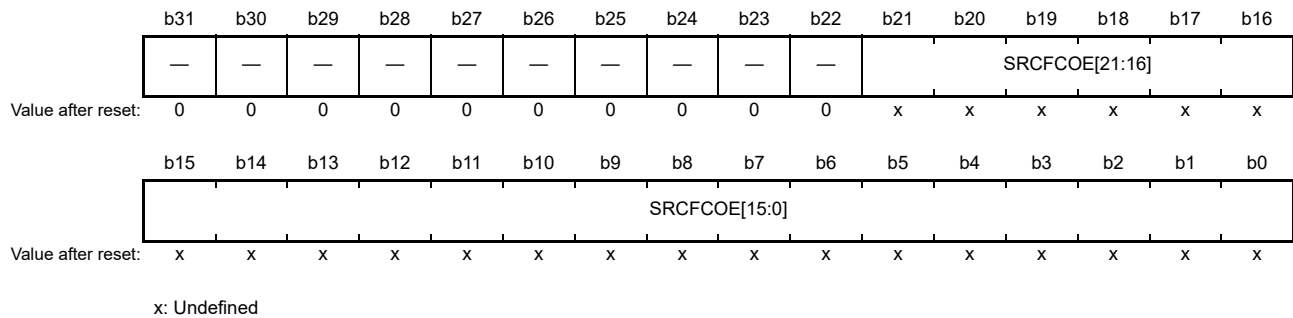 b31 b30 b29 b28 b27 b26 b25 b24 b23 b22 b21 b20 b19 b18 b17 b16
— — — — — — — — — — SRCFCOE[21:16]
Value after reset: 0 0 0 0 0 0 0 0 0 0 x x x x x x
b15 b14 b13 b12 b11 b10 b9 b8 b7 b6 b5 b4 b3 b2 b1 b0
SRCFCOE[15:0]
Value after reset: x x x x x x x x x x x x x x x x
x: Undefined